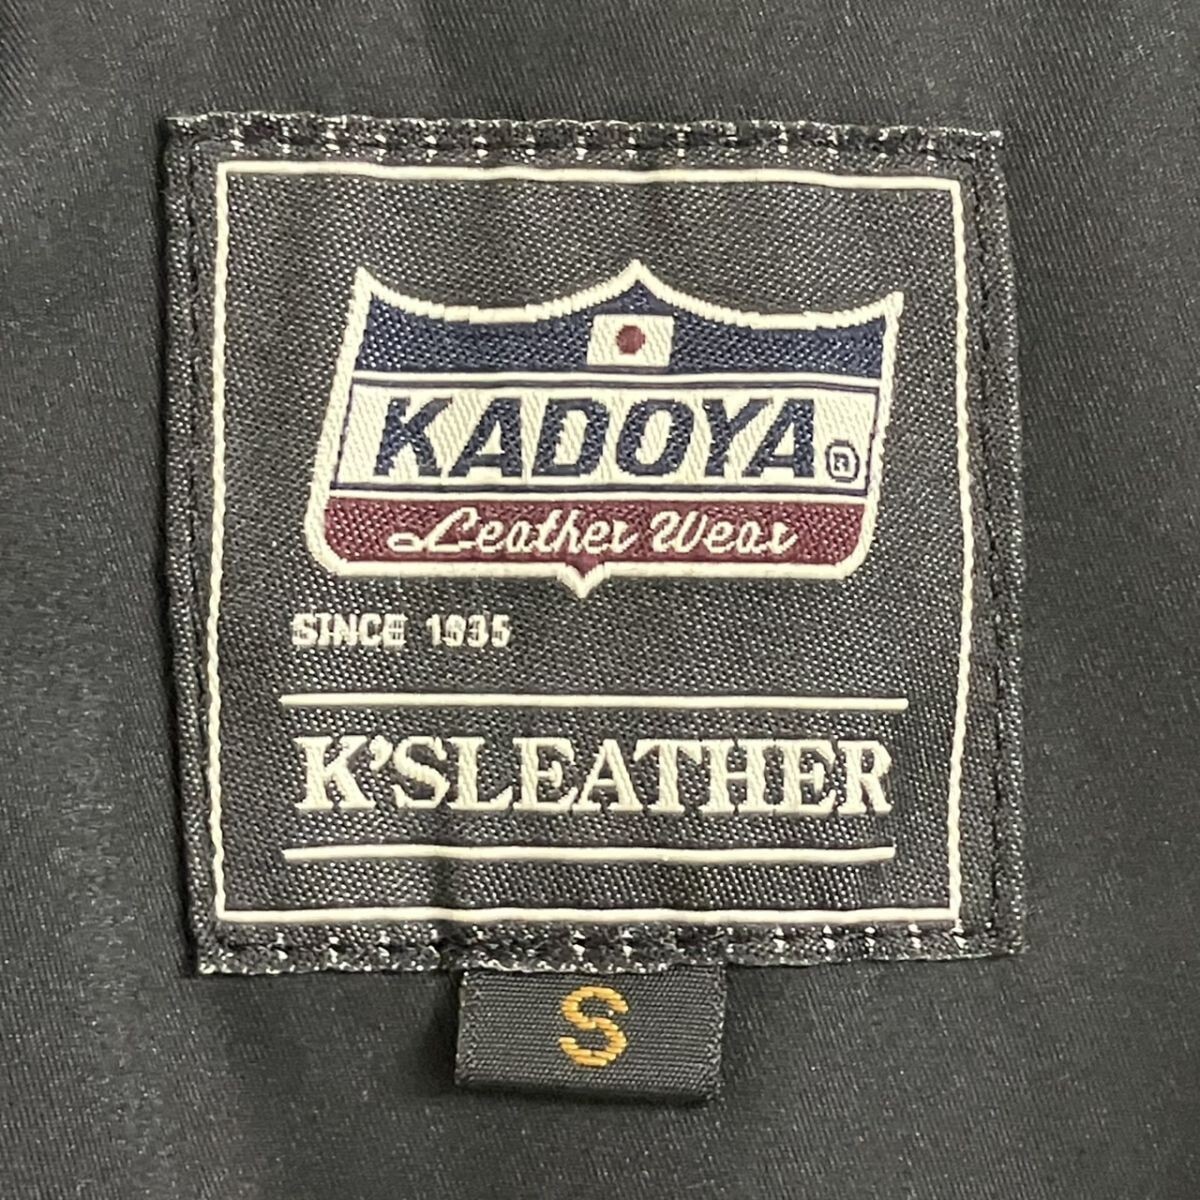 KADOYA®
Leather Wear
SINCE 1935
K'SLEATHER
S